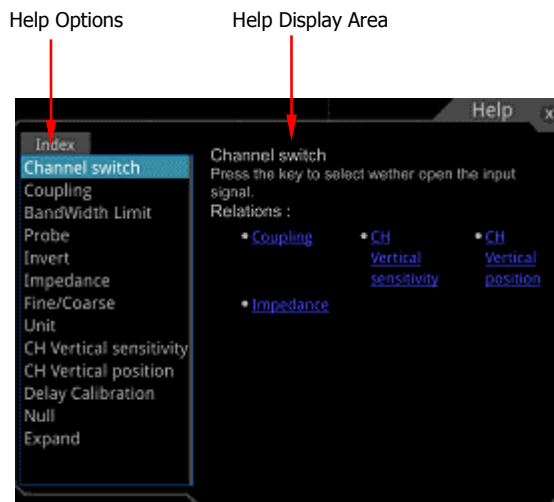 Help Options
Help Display Area
Help x
Index
Channel switch
Coupling
BandWidth Limit
Probe
Invert
Impedance
Fine/Coarse
Unit
CH Vertical sensitivity
CH Vertical position
Delay Calibration
Null
Expand
Channel switch
Press the key to select wether open the input
signal.
Relations :
• Coupling
• CH
Vertical
sensitivity
• CH
Vertical
position
• Impedance